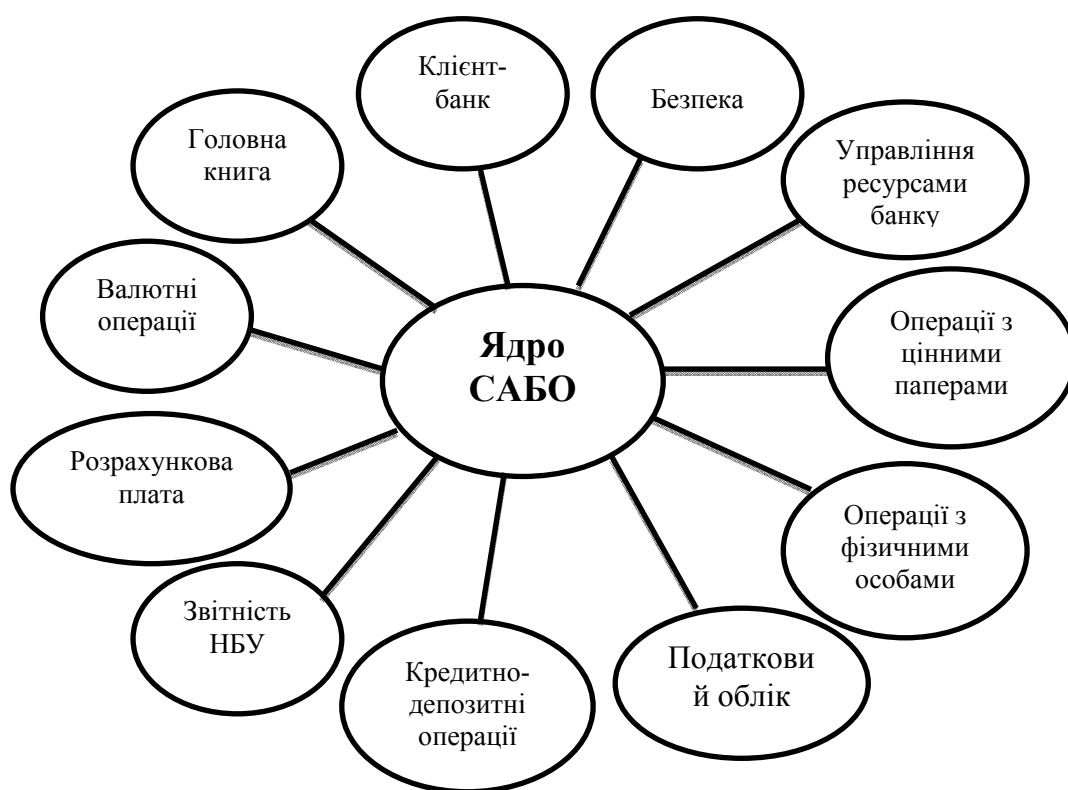 Клієнт-
банк
Безпека
Головна
книга
Управління
ресурсами
банку
Валютні
операції
Ядро
САБО
Операції з
цінними
паперами
Розрахункова
плата
Операції з
фізичними
особами
Звітність
НБУ
Кредитно-
депозитні
операції
Податкови
й облік